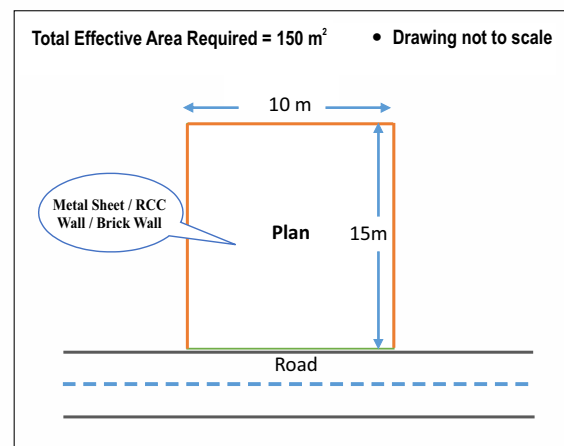 Total Effective Area Required = 150 m²
• Drawing not to scale
10 m
Metal Sheet / RCC
Wall / Brick Wall
Plan
15m
Road